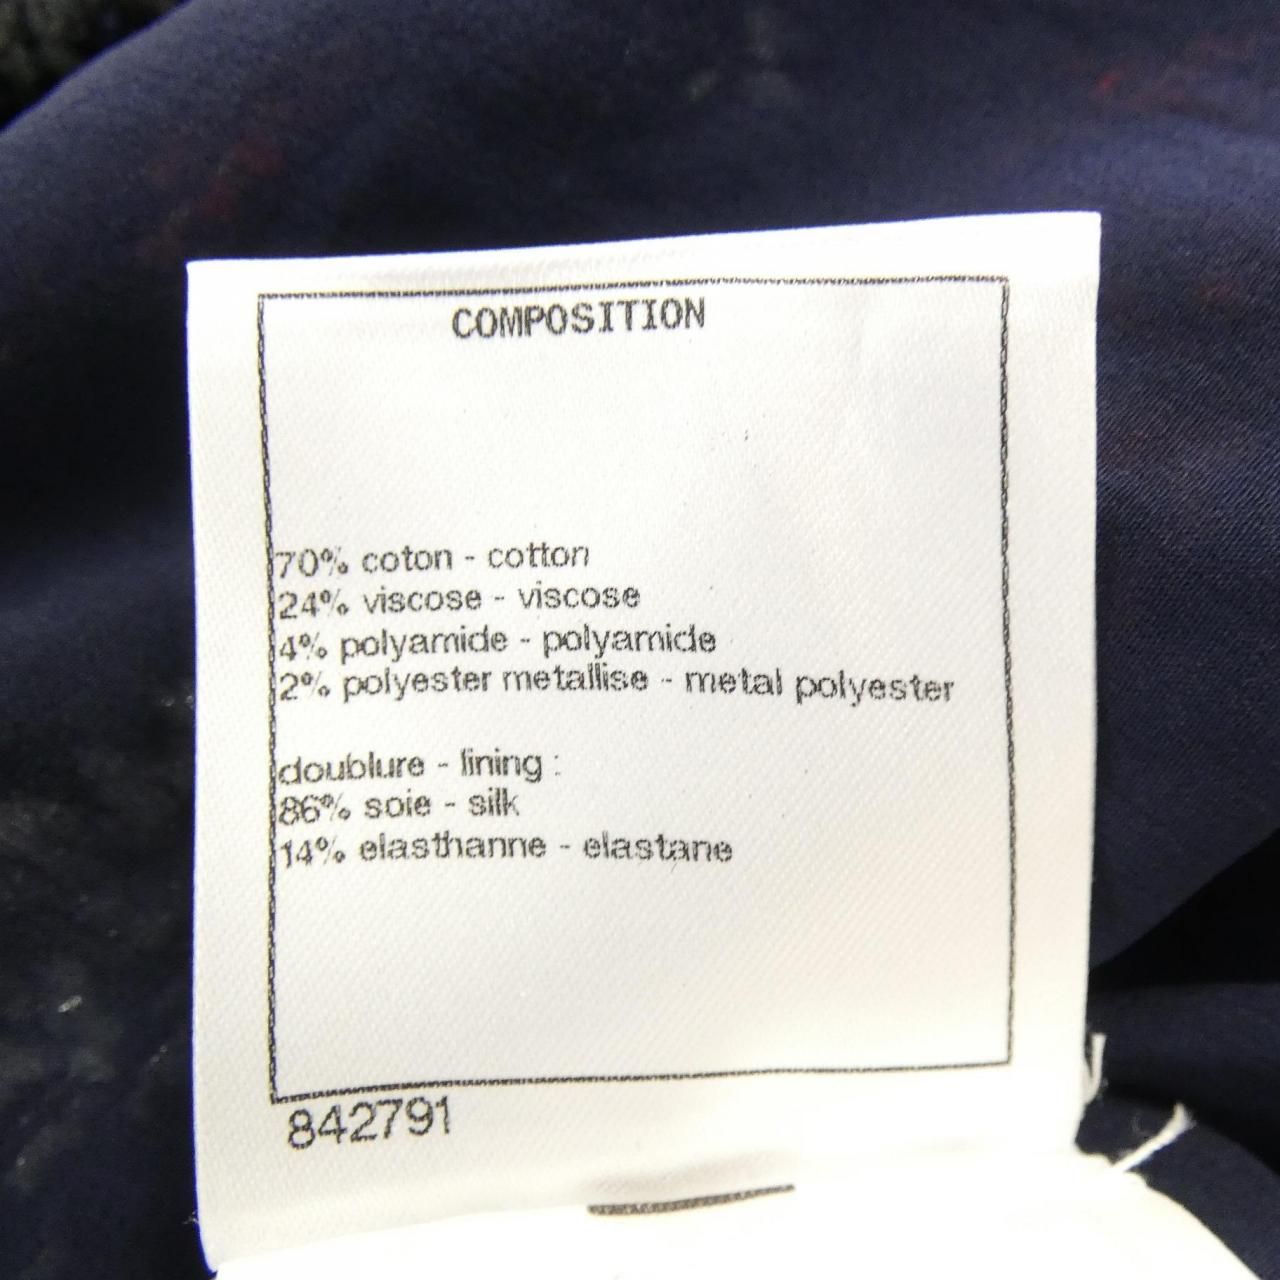 COMPOSITION
70% coton - cotton
24% viscose - viscose
4% polyamide - polyamide
2% polyester metallise - metal polyester
doublure - lining :
86% soie - silk
14% elasthanne - elastane
842791